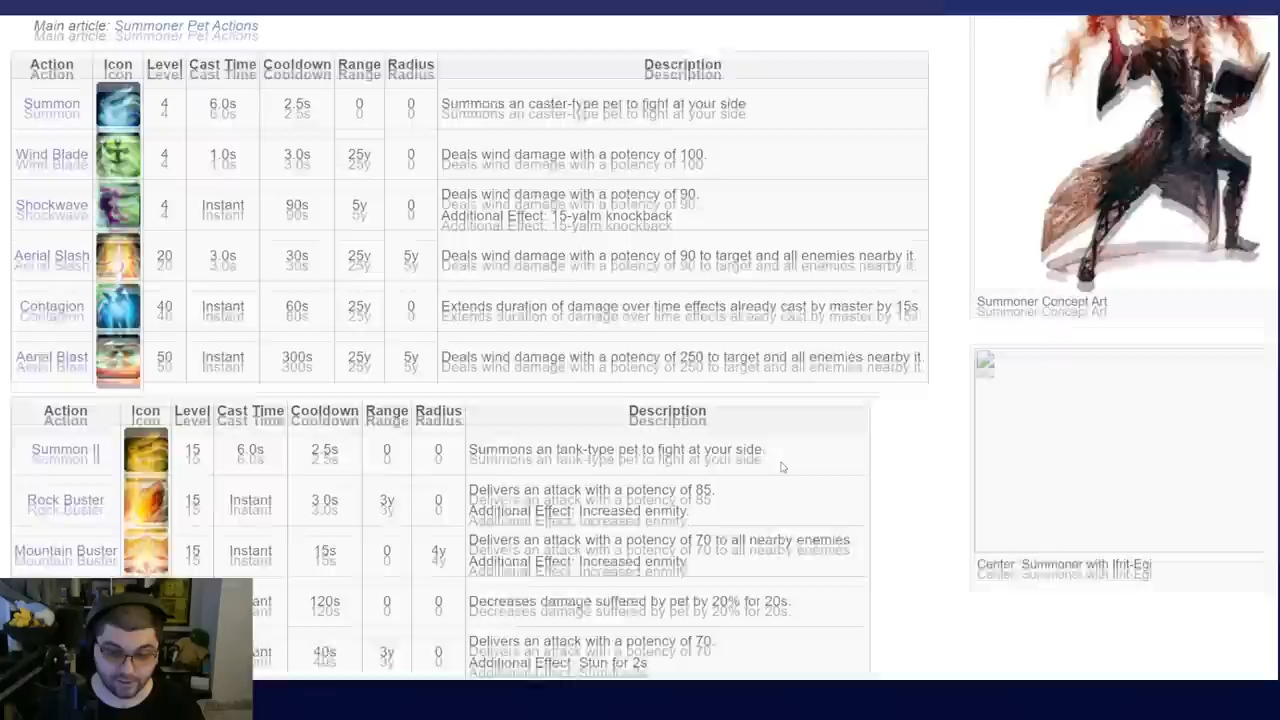 Main article: Summoner Pet Actions
Action Icon Level Cast Time Cooldown Range Radius Description
Summon 4 6.0s 2.5s 0 0 Summons an caster-type pet to fight at your side
Wind Blade 4 1.0s 3.0s 25y 0 Deals wind damage with a potency of 100.
Shockwave 4 Instant 90s 5y 0 Deals wind damage with a potency of 90.
Additional Effect: 15-yalm knockback
Aerial Slash 20 3.0s 30s 25y 5y Deals wind damage with a potency of 90 to target and all enemies nearby it.
Contagion 40 Instant 60s 25y 0 Extends duration of damage over time effects already cast by master by 15s
Aerial Blast 50 Instant 300s 25y 5y Deals wind damage with a potency of 250 to target and all enemies nearby it.
Action Icon Level Cast Time Cooldown Range Radius Description
Summon || 15 6.0s 2.5s 0 0 Summons an tank-type pet to fight at your side.
Rock Buster 15 Instant 3.0s 3y 0 Delivers an attack with a potency of 85.
Additional Effect: Increased enmity.
Mountain Buster 15 Instant 15s 0 4y Delivers an attack with a potency of 70 to all nearby enemies
Additional Effect: Increased enmity
ant 120s 0 0 Decreases damage suffered by pet by 20% for 20s.
ant 40s 3y 0 Delivers an attack with a potency of 70.
Additional Effect: Stun for 2s
Summoner Concept Art
Center: Summoner with Ifrit-Egi